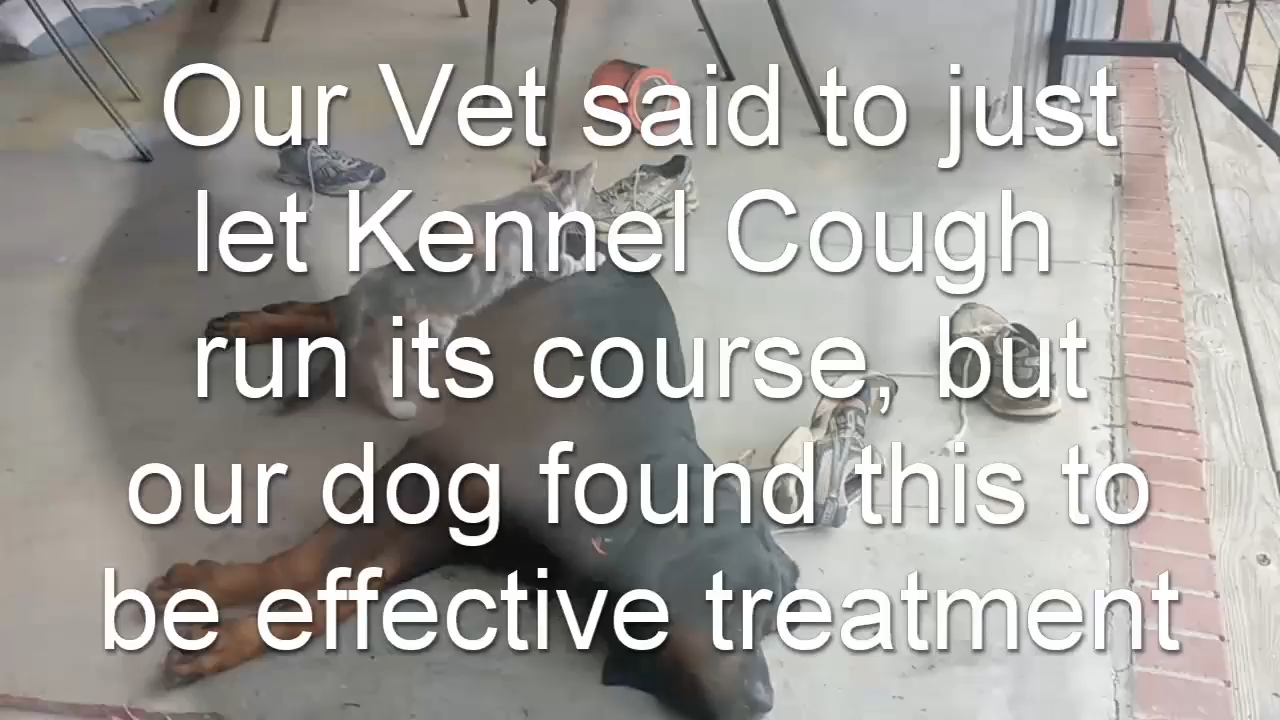 Our Vet said to just
let Kennel Cough
run its course, but
our dog found this to
be effective treatment